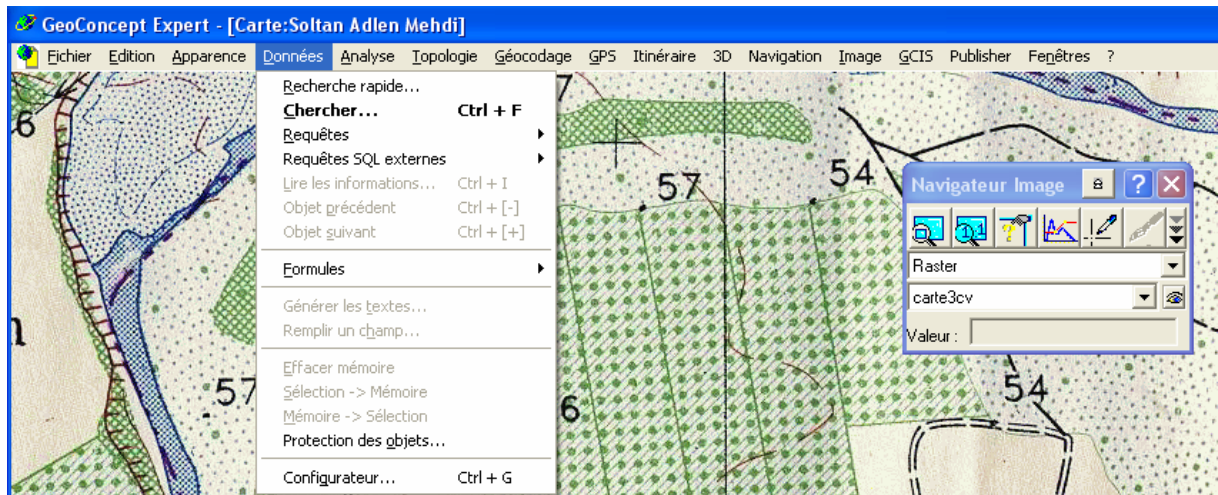 GeoConcept Expert - [Carte:Soltan Adlen Mehdi]
Fichier Edition Apparence Données Analyse Topologie Géocodage GPS Itinéraire 3D Navigation Image GCIS Publisher Fenêtres ?
Recherche rapide...
Chercher... Ctrl + F
Requêtes
Requêtes SQL externes
Lire les informations... Ctrl + I
Objet précédent Ctrl + [-]
Objet suivant Ctrl + [+]
Formules
Générer les textes...
Remplir un champ...
Effacer mémoire
Sélection -> Mémoire
Mémoire -> Sélection
Protection des objets...
Configurateur... Ctrl + G
6
57
54
Navigateur Image
1:1
Raster
carte3cv
Valeur :
.57
6
54